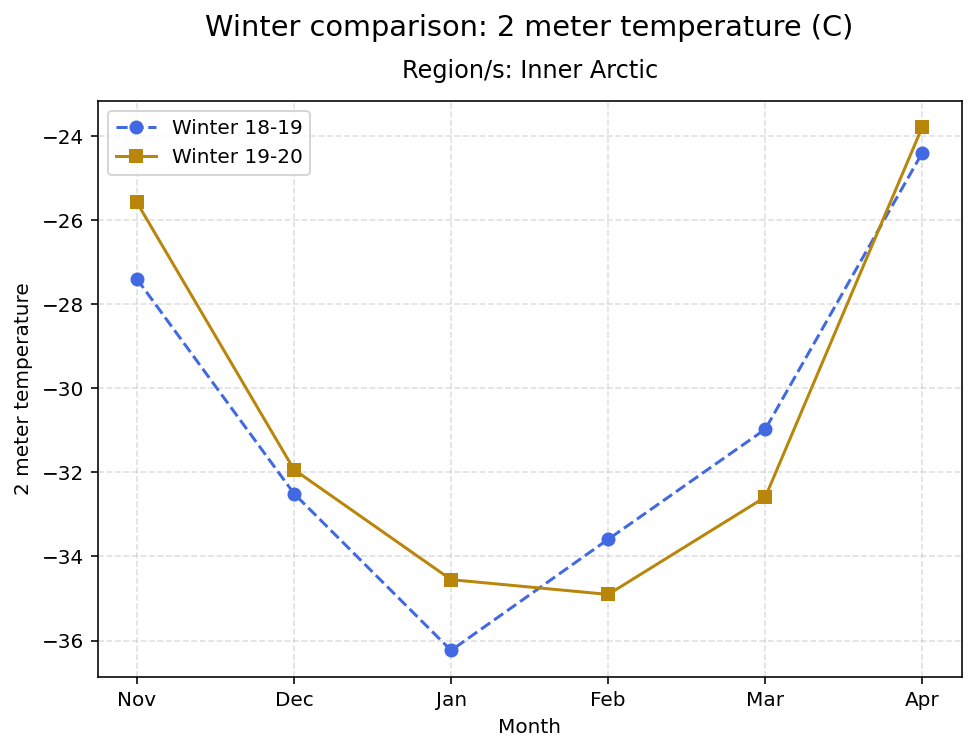 Winter comparison: 2 meter temperature (C)
Region/s: Inner Arctic
Winter 18-19
Winter 19-20
2 meter temperature
−24
−26
−28
−30
−32
−34
−36
Nov Dec Jan Feb Mar Apr
Month